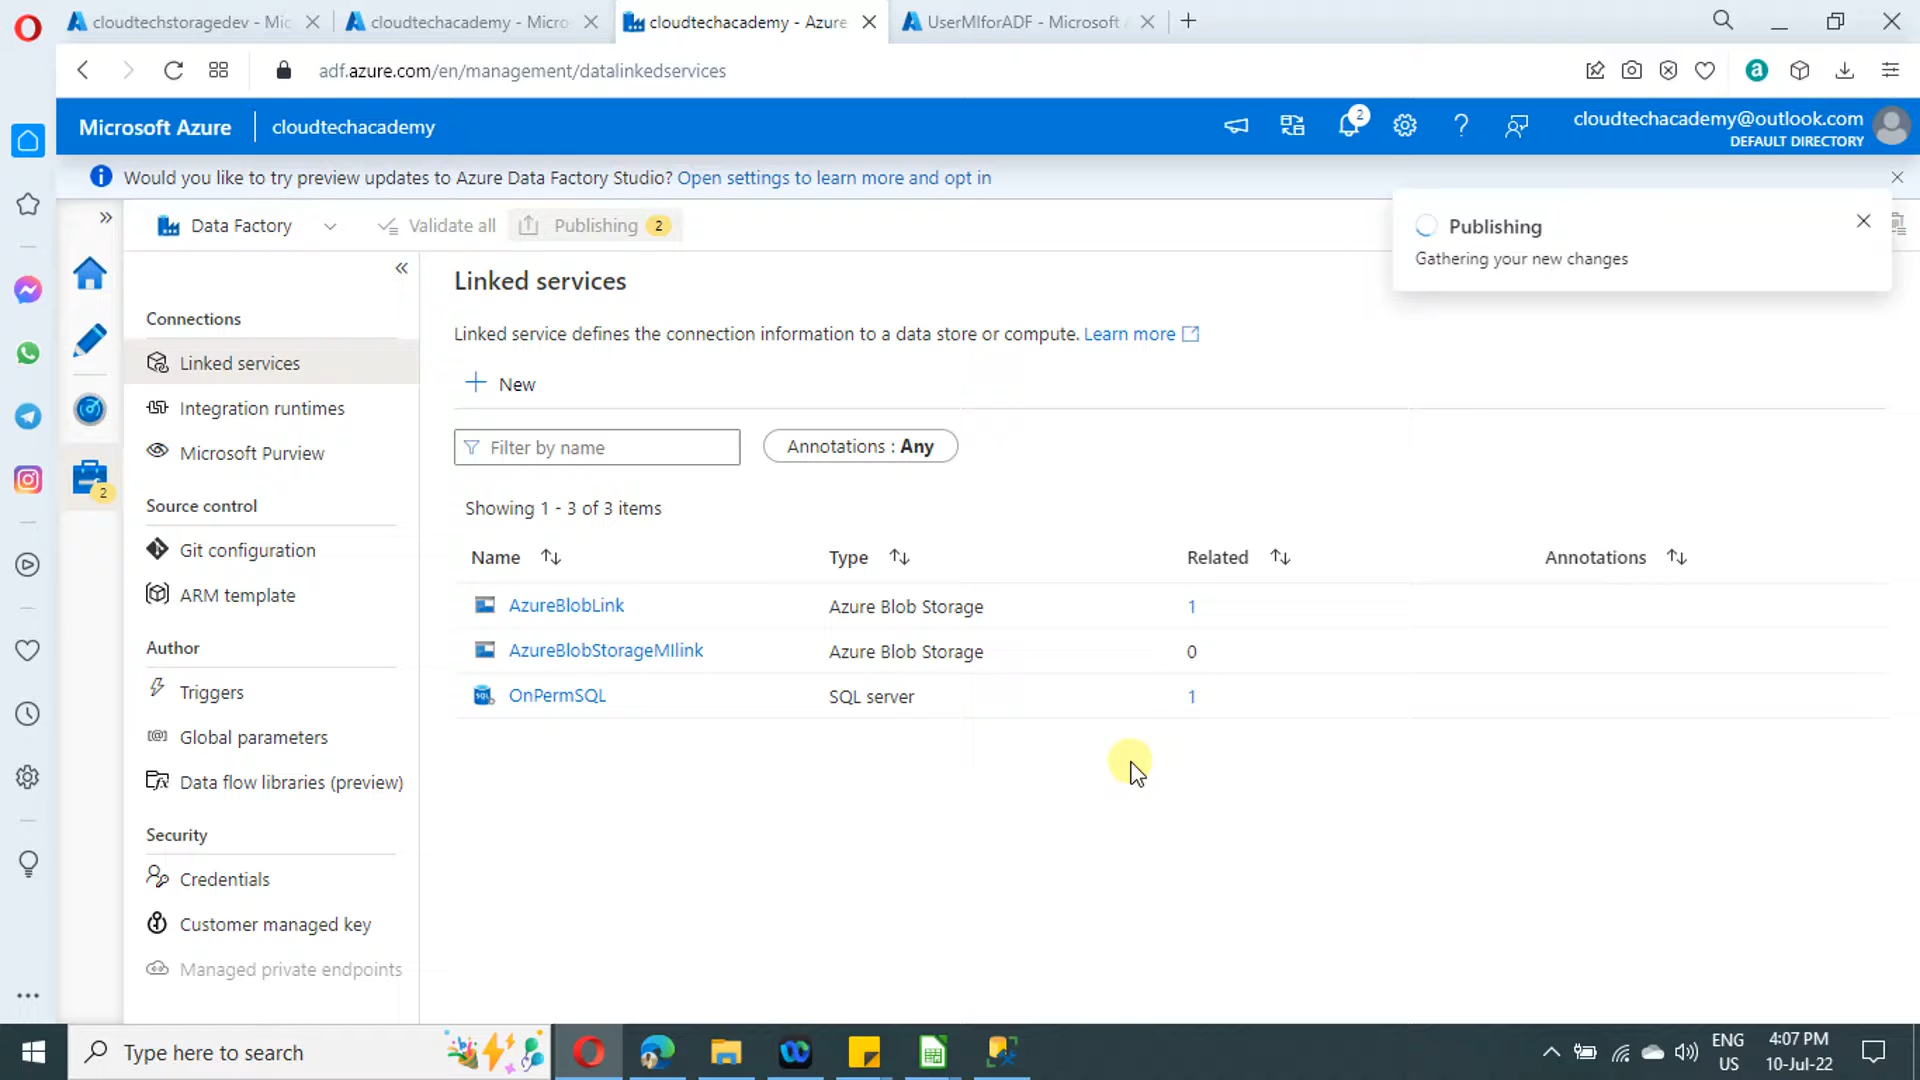 cloudtechstoragedev - Mic
cloudtechacademy - Micro
cloudtechacademy - Azure
UserMIforADF - Microsoft
adf.azure.com/en/management/datalinkedservices
Microsoft Azure
cloudtechacademy
2
cloudtechacademy@outlook.com
DEFAULT DIRECTORY
Would you like to try preview updates to Azure Data Factory Studio? Open settings to learn more and opt in
Data Factory
Validate all
Publishing 2
Publishing
Gathering your new changes
2
Connections
Linked services
Integration runtimes
Microsoft Purview
Source control
Git configuration
ARM template
Author
Triggers
Global parameters
Data flow libraries (preview)
Security
Credentials
Customer managed key
Managed private endpoints
Linked services
Linked service defines the connection information to a data store or compute. Learn more
New
Filter by name
Annotations : Any
Showing 1 - 3 of 3 items
Name Type Related Annotations
AzureBlobLink Azure Blob Storage 1
AzureBlobStorageMIlink Azure Blob Storage 0
OnPermSQL SQL server 1
Type here to search
ENG
US
4:07 PM
10-Jul-22